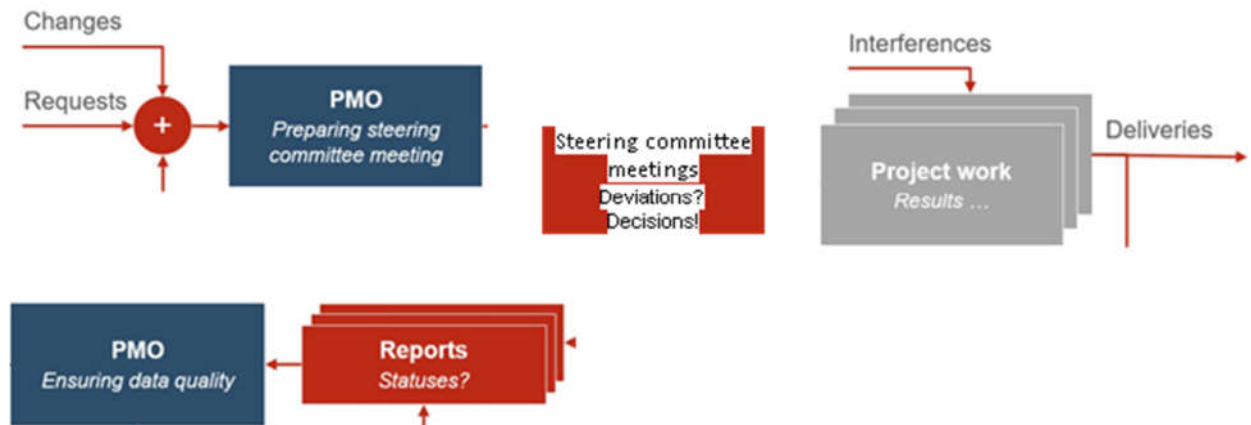 Changes
Requests
+
PMO
Preparing steering
committee meeting
Steering committee
meetings
Deviations?
Decisions!
Interferences
Project work
Results ...
Deliveries
PMO
Ensuring data quality
Reports
Statuses?